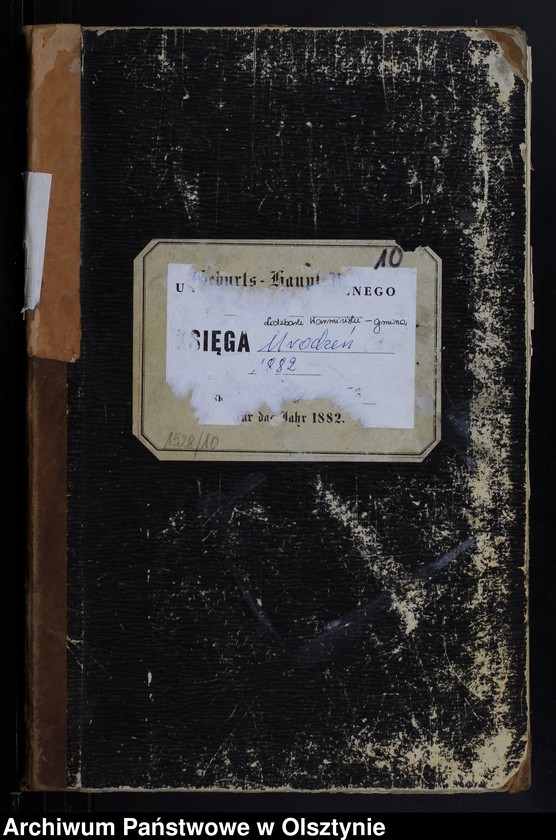 10
Geburts-Haupt-
U NEGO
Lidzbark Warmiński - gmina
SIĘGA Urodzeń
1882
für das Jahr 1882.
1528/10
Archiwum Państwowe w Olsztynie